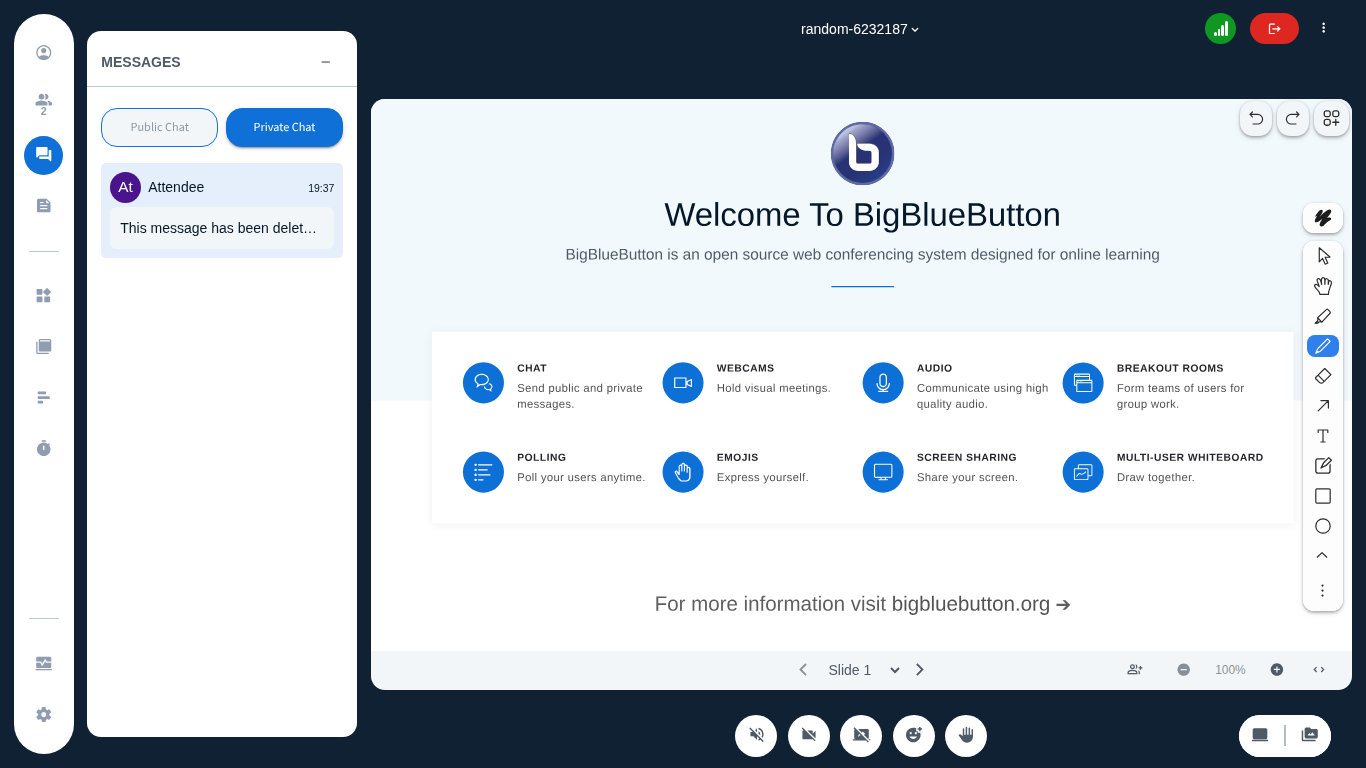 random-6232187
2
MESSAGES
Public Chat
Private Chat
At
Attendee
19:37
This message has been delet…
Welcome To BigBlueButton
BigBlueButton is an open source web conferencing system designed for online learning
CHAT
Send public and private
messages.
WEBCAMS
Hold visual meetings.
AUDIO
Communicate using high
quality audio.
BREAKOUT ROOMS
Form teams of users for
group work.
POLLING
Poll your users anytime.
EMOJIS
Express yourself.
SCREEN SHARING
Share your screen.
MULTI-USER WHITEBOARD
Draw together.
For more information visit bigbluebutton.org ➔
Slide 1
100%